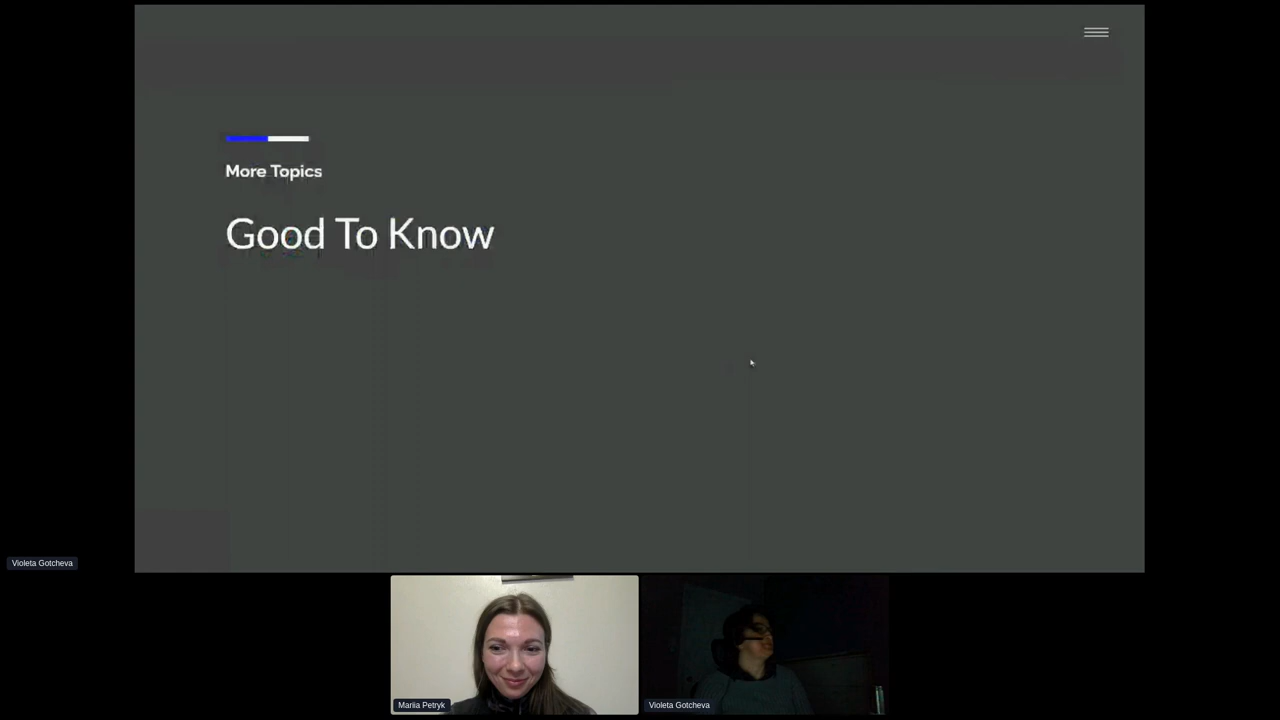 More Topics
Good To Know
Violeta Gotcheva
Mariia Petryk
Violeta Gotcheva